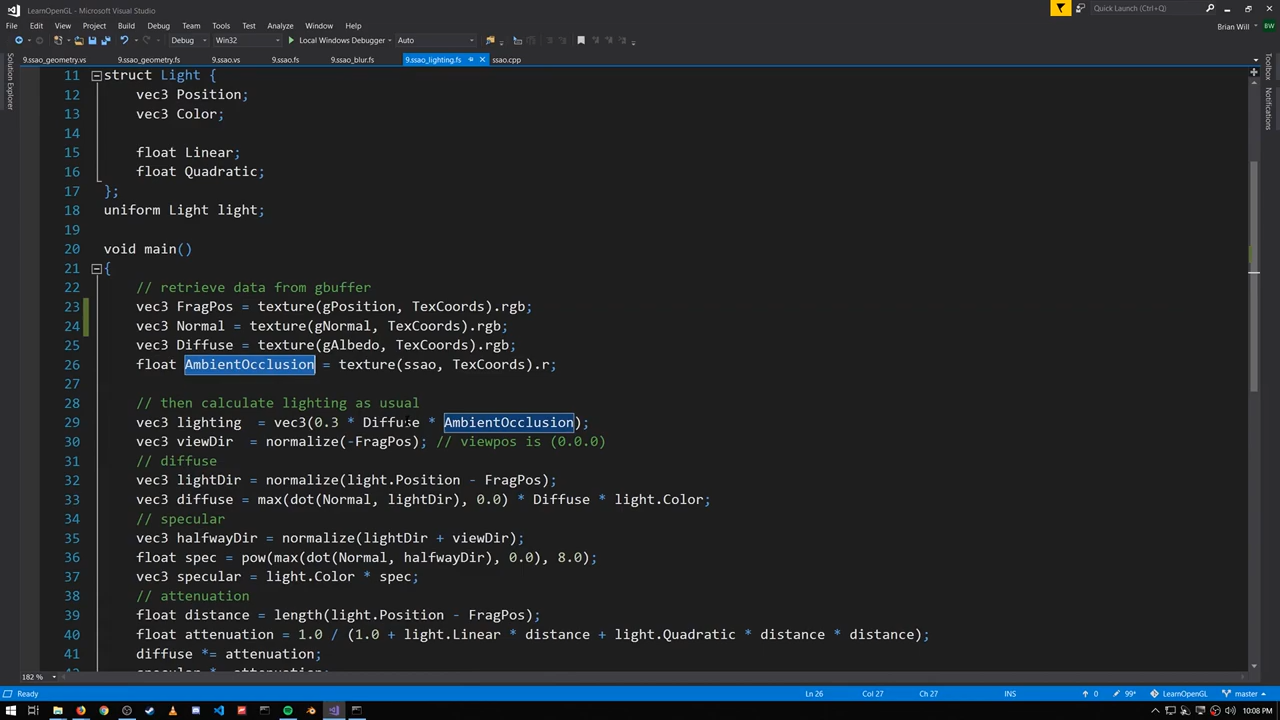 LearnOpenGL - Microsoft Visual Studio
Quick Launch (Ctrl+Q)
File Edit View Project Build Debug Team Tools Test Analyze Window Help
Brian Will BW
Debug Win32 Local Windows Debugger Auto
9.ssao_geometry.vs 9.ssao_geometry.fs 9.ssao.vs 9.ssao.fs 9.ssao_blur.fs 9.ssao_lighting.fs ssao.cpp
Solution Explorer
Toolbox
Notifications
11 struct Light {
12 vec3 Position;
13 vec3 Color;
14
15 float Linear;
16 float Quadratic;
17 };
18 uniform Light light;
19
20 void main()
21 {
22 // retrieve data from gbuffer
23 vec3 FragPos = texture(gPosition, TexCoords).rgb;
24 vec3 Normal = texture(gNormal, TexCoords).rgb;
25 vec3 Diffuse = texture(gAlbedo, TexCoords).rgb;
26 float AmbientOcclusion = texture(ssao, TexCoords).r;
27
28 // then calculate lighting as usual
29 vec3 lighting = vec3(0.3 * Diffuse * AmbientOcclusion);
30 vec3 viewDir = normalize(-FragPos); // viewpos is (0.0.0)
31 // diffuse
32 vec3 lightDir = normalize(light.Position - FragPos);
33 vec3 diffuse = max(dot(Normal, lightDir), 0.0) * Diffuse * light.Color;
34 // specular
35 vec3 halfwayDir = normalize(lightDir + viewDir);
36 float spec = pow(max(dot(Normal, halfwayDir), 0.0), 8.0);
37 vec3 specular = light.Color * spec;
38 // attenuation
39 float distance = length(light.Position - FragPos);
40 float attenuation = 1.0 / (1.0 + light.Linear * distance + light.Quadratic * distance * distance);
41 diffuse *= attenuation;
42 specular *= attenuation;
182 %
Ready Ln 26 Col 27 Ch 27 INS 0 99+ LearnOpenGL master
10:08 PM